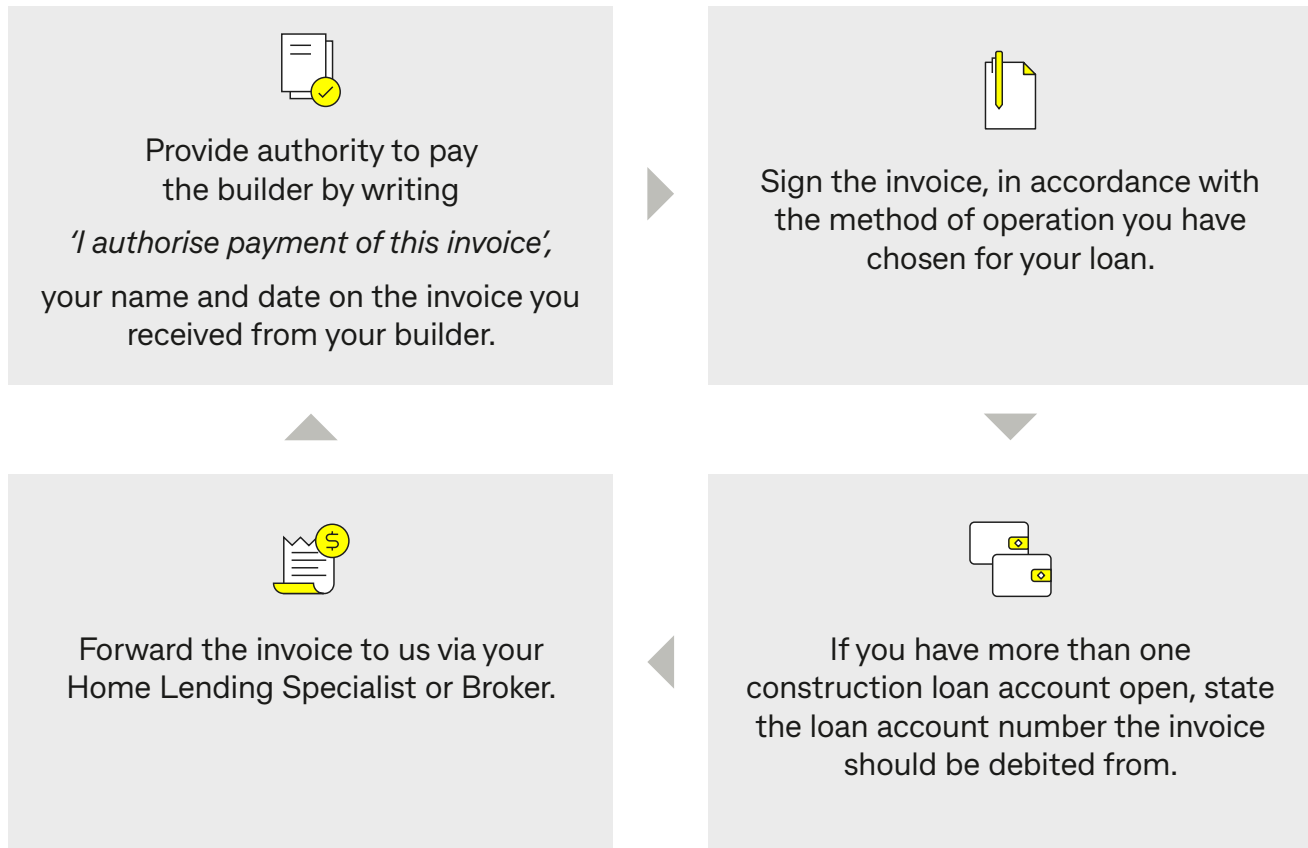 Provide authority to pay
the builder by writing
‘I authorise payment of this invoice’,
your name and date on the invoice you
received from your builder.
Sign the invoice, in accordance with
the method of operation you have
chosen for your loan.
If you have more than one
construction loan account open, state
the loan account number the invoice
should be debited from.
Forward the invoice to us via your
Home Lending Specialist or Broker.